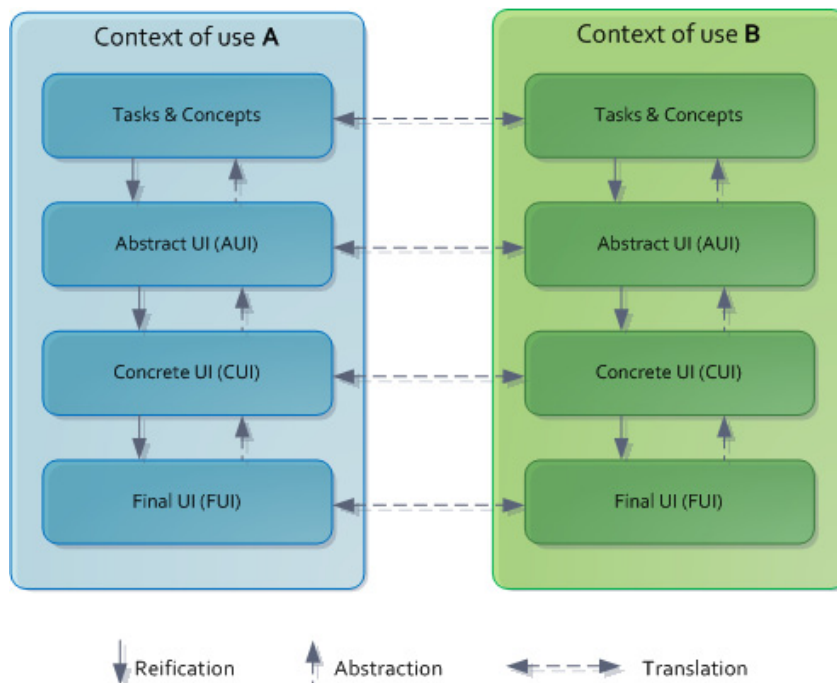 Context of use A
Context of use B
Tasks & Concepts
Tasks & Concepts
Abstract UI (AUI)
Abstract UI (AUI)
Concrete UI (CUI)
Concrete UI (CUI)
Final UI (FUI)
Final UI (FUI)
Reification
Abstraction
Translation